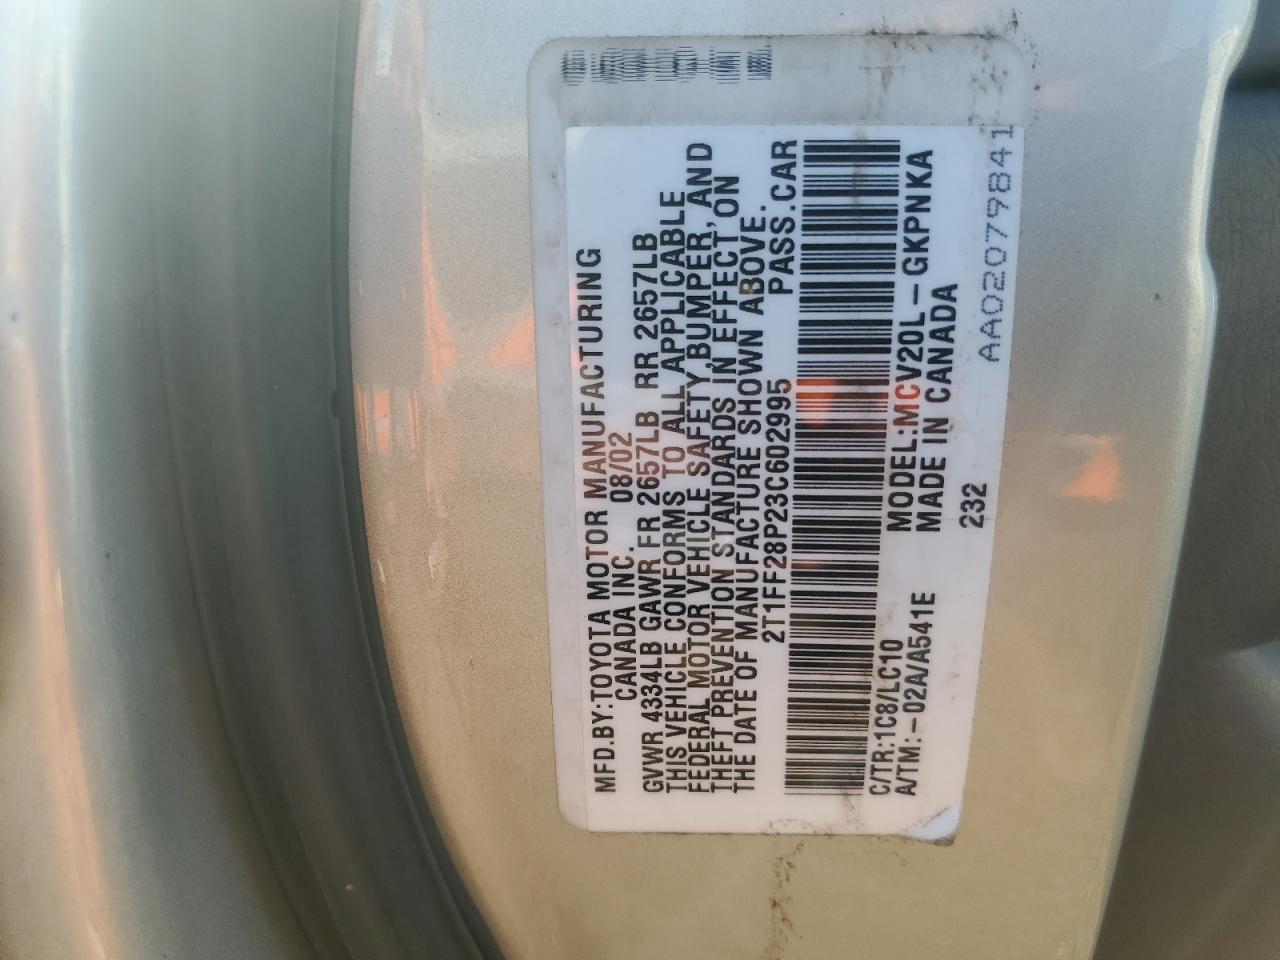 MFD.BY:TOYOTA MOTOR MANUFACTURING
CANADA INC. 08/02
GVWR 4334LB GAWR FR 2657LB RR 2657LB
THIS VEHICLE CONFORMS TO ALL APPLICABLE
FEDERAL MOTOR VEHICLE SAFETY,BUMPER, AND
THEFT PREVENTION STANDARDS IN EFFECT ON
THE DATE OF MANUFACTURE SHOWN ABOVE.
2T1FF28P23C602995 PASS.CAR
C/TR:1C8/LC10 MODEL:MCV20L-GKPNKA
A/TM:-02A/A541E MADE IN CANADA
232
AA02079841